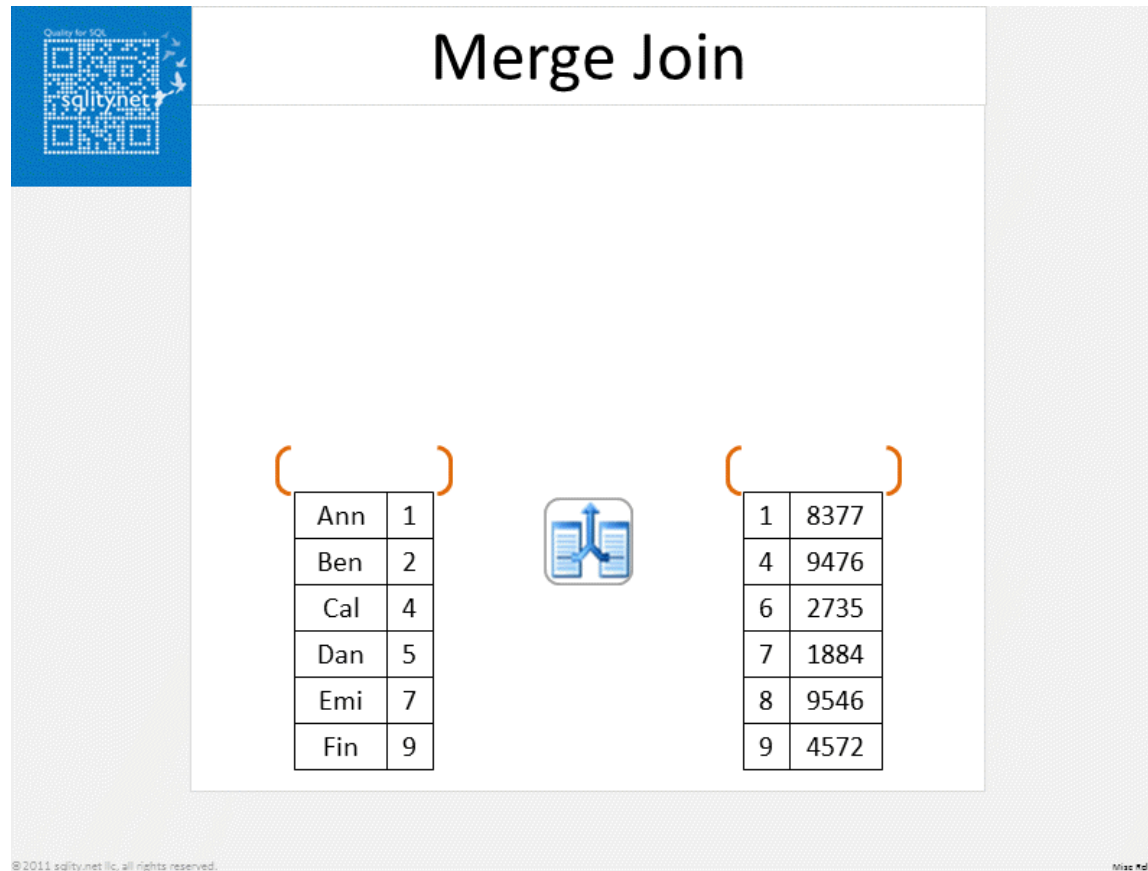 Quality for SQL
sqlity.net
Merge Join
Ann 1
Ben 2
Cal 4
Dan 5
Emi 7
Fin 9
1 8377
4 9476
6 2735
7 1884
8 9546
9 4572
©2011 sqlity.net llc. all rights reserved.